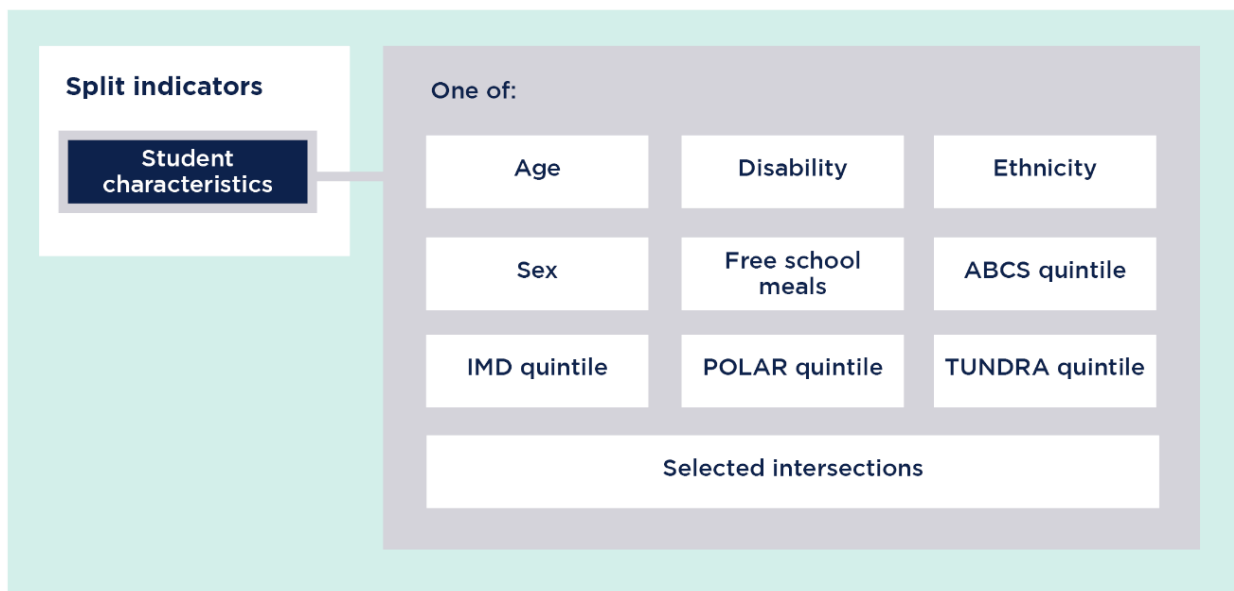 Split indicators
Student
characteristics
One of:
Age
Disability
Ethnicity
Sex
Free school
meals
ABCS quintile
IMD quintile
POLAR quintile
TUNDRA quintile
Selected intersections